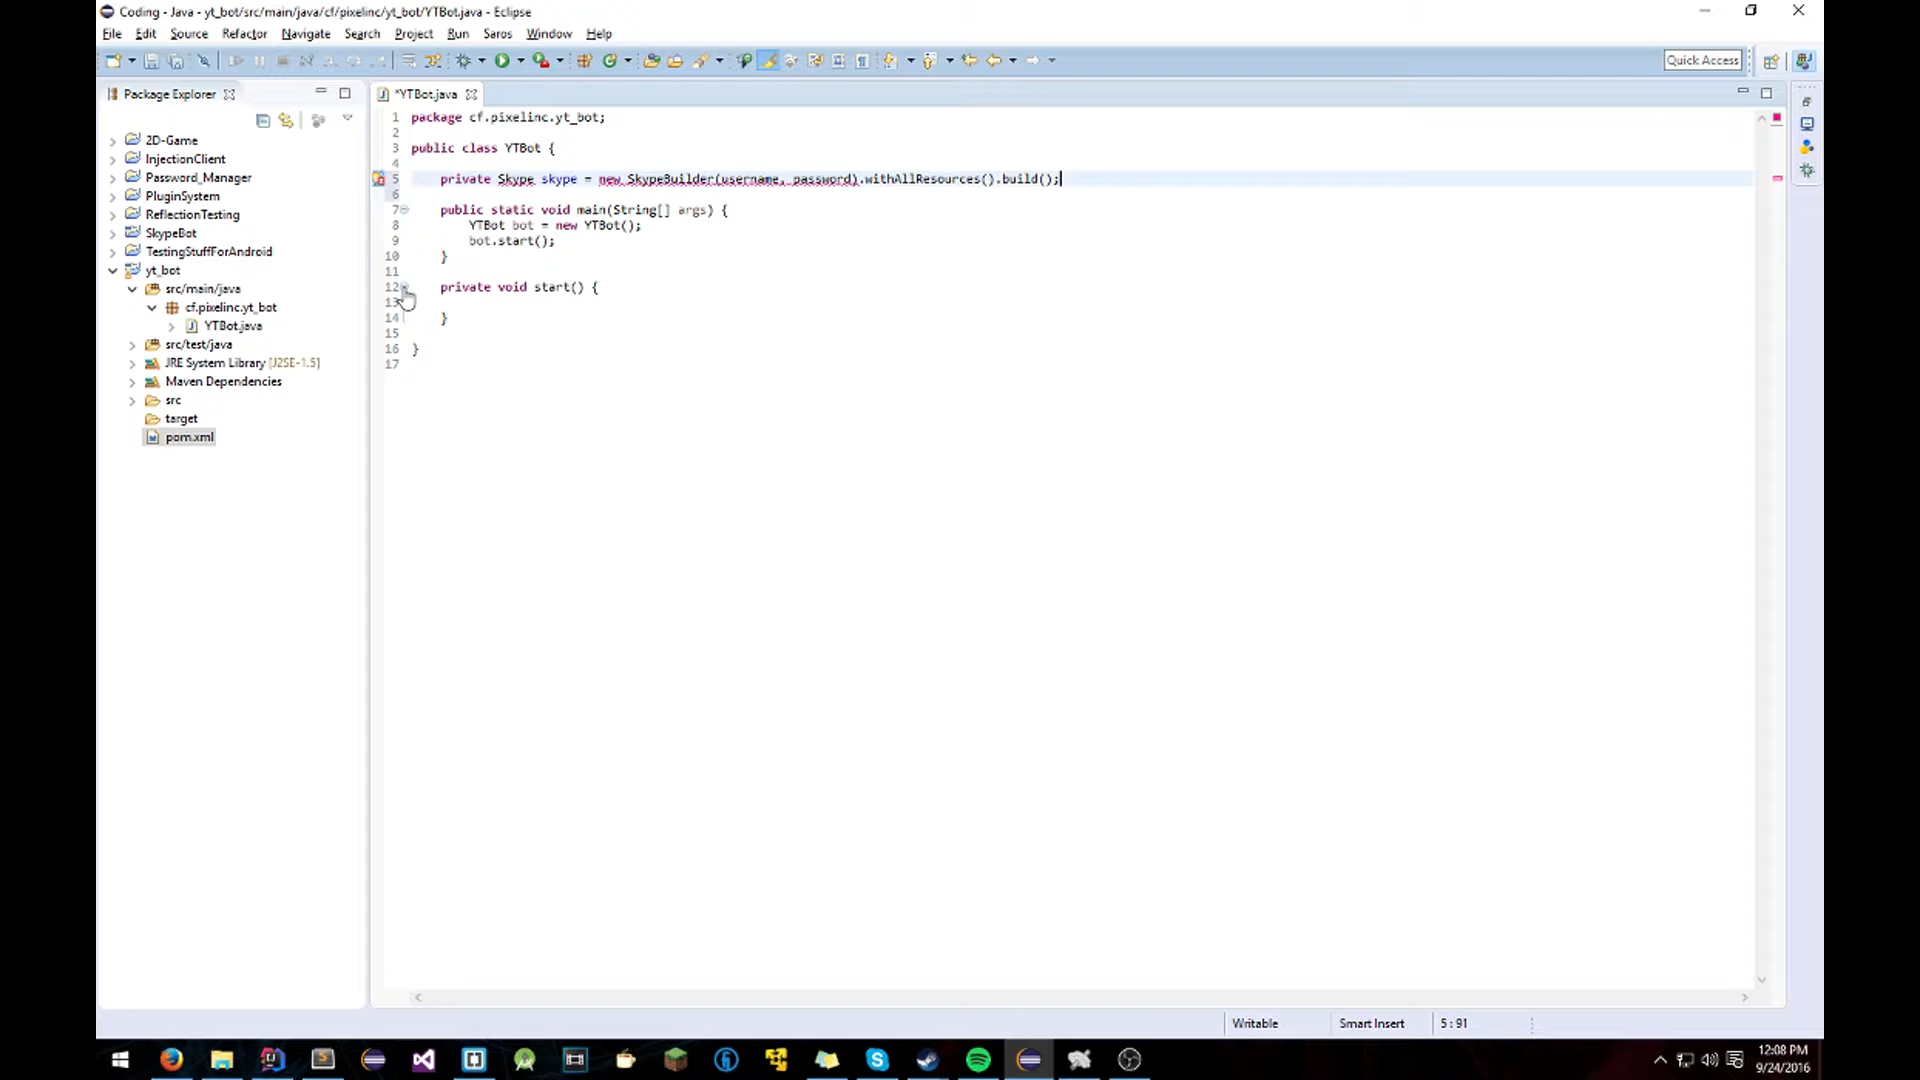 Coding - Java - yt_bot/src/main/java/cf/pixelinc/yt_bot/YTBot.java - Eclipse
File Edit Source Refactor Navigate Search Project Run Saros Window Help
Quick Access
Package Explorer
*YTBot.java
2D-Game
InjectionClient
Password_Manager
PluginSystem
ReflectionTesting
SkypeBot
TestingStuffForAndroid
yt_bot
src/main/java
cf.pixelinc.yt_bot
YTBot.java
src/test/java
JRE System Library [J2SE-1.5]
Maven Dependencies
src
target
pom.xml
1 package cf.pixelinc.yt_bot;
2
3 public class YTBot {
4
5 private Skype skype = new SkypeBuilder(username, password).withAllResources().build();
6
7 public static void main(String[] args) {
8 YTBot bot = new YTBot();
9 bot.start();
10 }
11
12 private void start() {
13
14 }
15
16 }
17
Writable Smart Insert 5 : 91
12:08 PM
9/24/2016